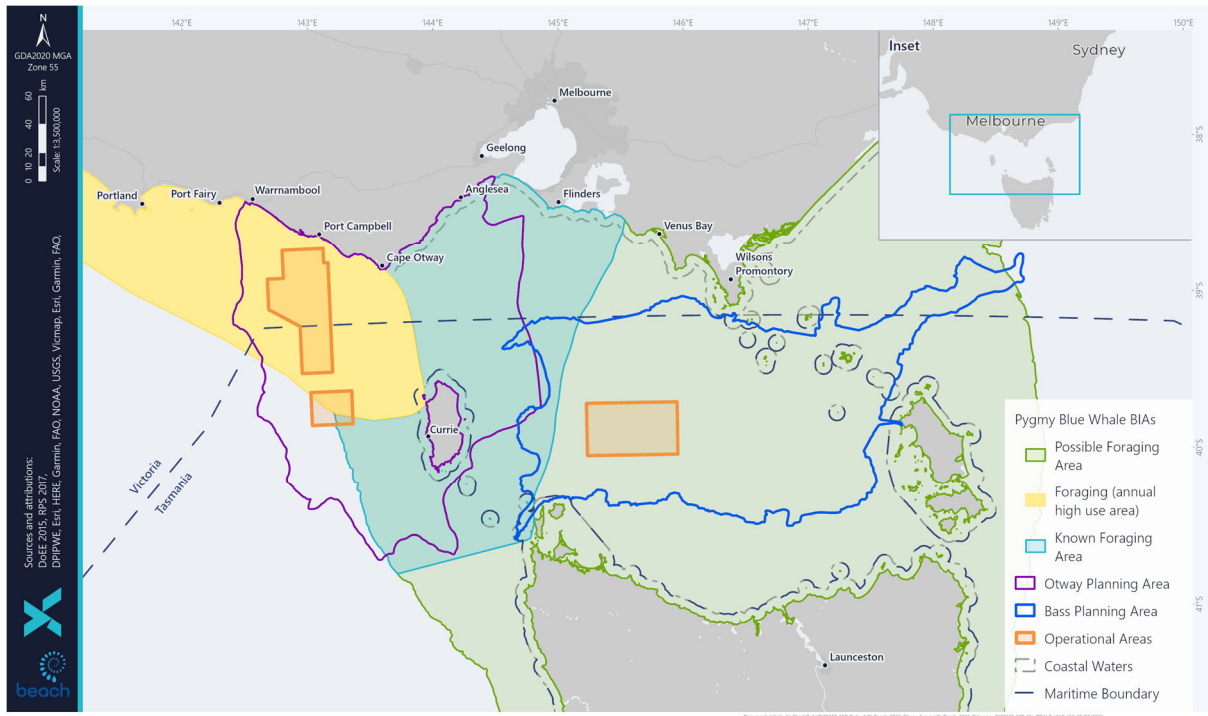 N
GDA2020 MGA
Zone 55
60
40
20
10
0
km
Scale: 1:3,500,000
Sources and attributions:
DoEE 2015, RPS 2017,
DPIPWE, Esri, HERE, Garmin, FAO, NOAA, USGS, Vicmap, Esri, Garmin, FAO,
beach
142°E
143°E
144°E
145°E
146°E
147°E
148°E
149°E
150°E
38°S
39°S
40°S
41°S
Inset
Sydney
Melbourne
Melbourne
Geelong
Portland
Port Fairy
Warrnambool
Anglesea
Flinders
Port Campbell
Cape Otway
Venus Bay
Wilsons
Promontory
Currie
Victoria
Tasmania
Launceston
Pygmy Blue Whale BIAs
Possible Foraging
Area
Foraging (annual
high use area)
Known Foraging
Area
Otway Planning Area
Bass Planning Area
Operational Areas
Coastal Waters
Maritime Boundary